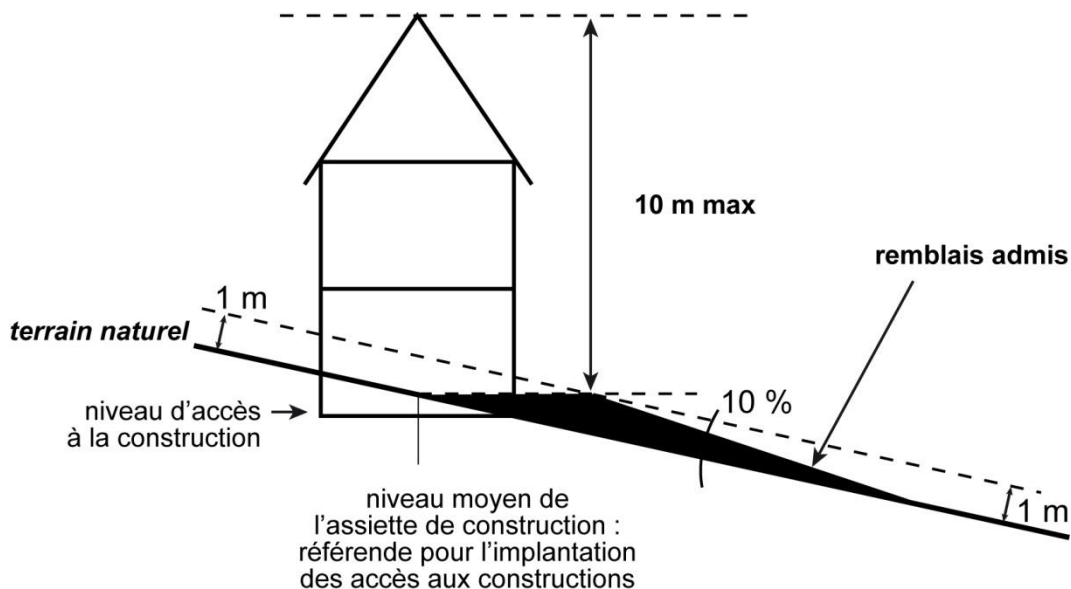 10 m max
remblais admis
1 m
terrain naturel
niveau d’accès
à la construction
10 %
1 m
niveau moyen de
l’assiette de construction :
référende pour l’implantation
des accès aux constructions